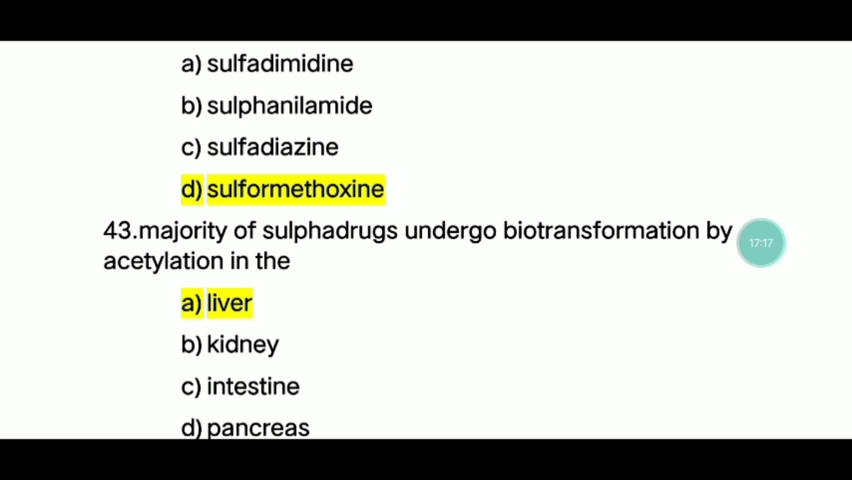 a) sulfadimidine
b) sulphanilamide
c) sulfadiazine
d) sulformethoxine
43.majority of sulphadrugs undergo biotransformation by
17:17
acetylation in the
a) liver
b) kidney
c) intestine
d) pancreas